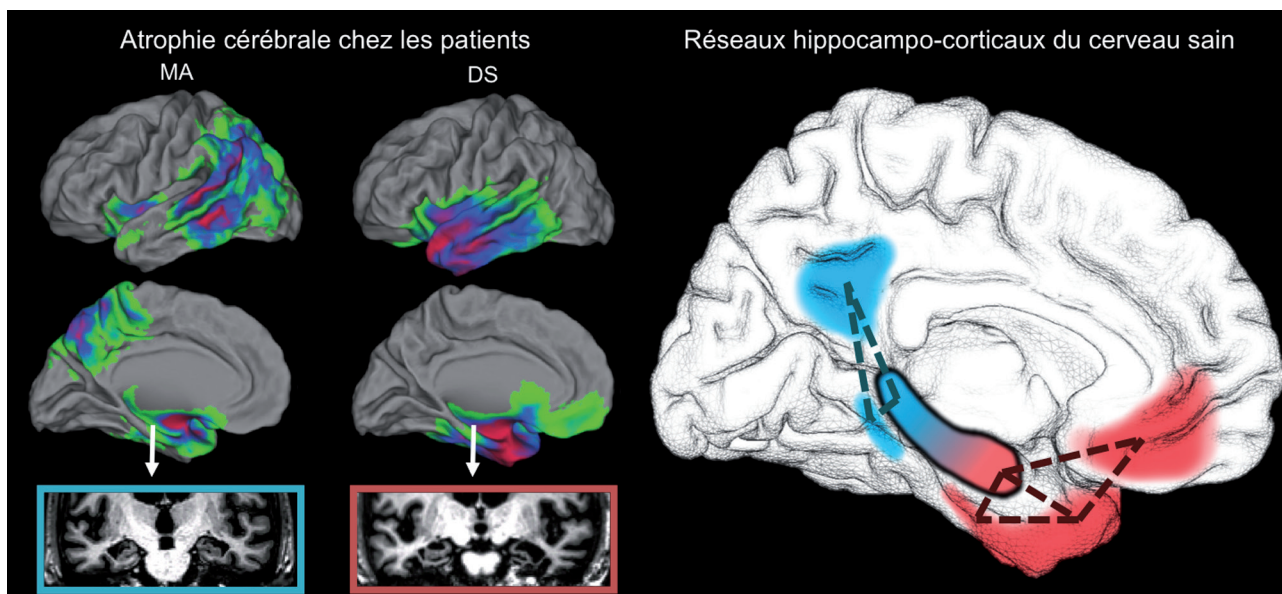 Atrophie cérébrale chez les patients
MA
DS
Réseaux hippocampo-corticaux du cerveau sain